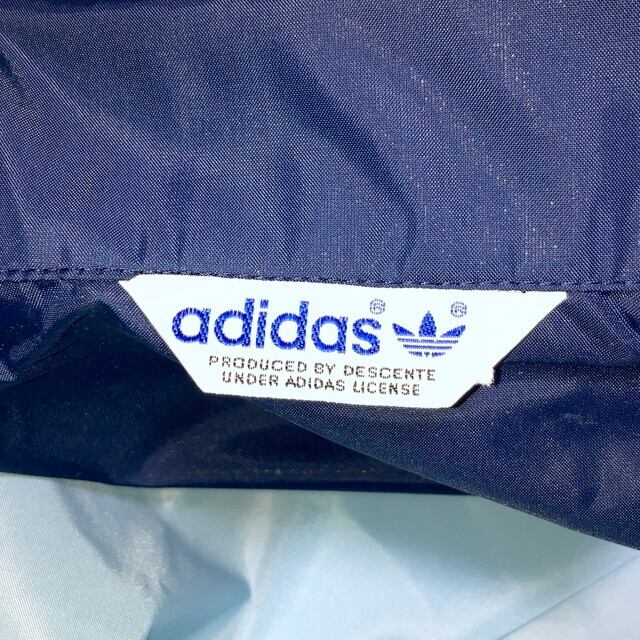 adidas®®
PRODUCED BY DESCENTE
UNDER ADIDAS LICENSE